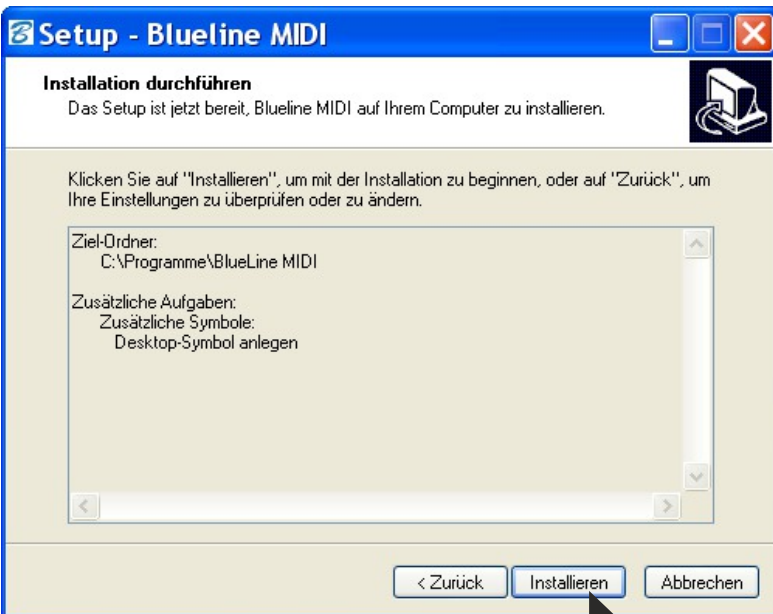 Setup - Blueline MIDI
Installation durchführen
Das Setup ist jetzt bereit, Blueline MIDI auf Ihrem Computer zu installieren.
Klicken Sie auf "Installieren", um mit der Installation zu beginnen, oder auf "Zurück", um
Ihre Einstellungen zu überprüfen oder zu ändern.
Ziel-Ordner:
C:\Programme\BlueLine MIDI
Zusätzliche Aufgaben:
Zusätzliche Symbole:
Desktop-Symbol anlegen
< Zurück
Installieren
Abbrechen